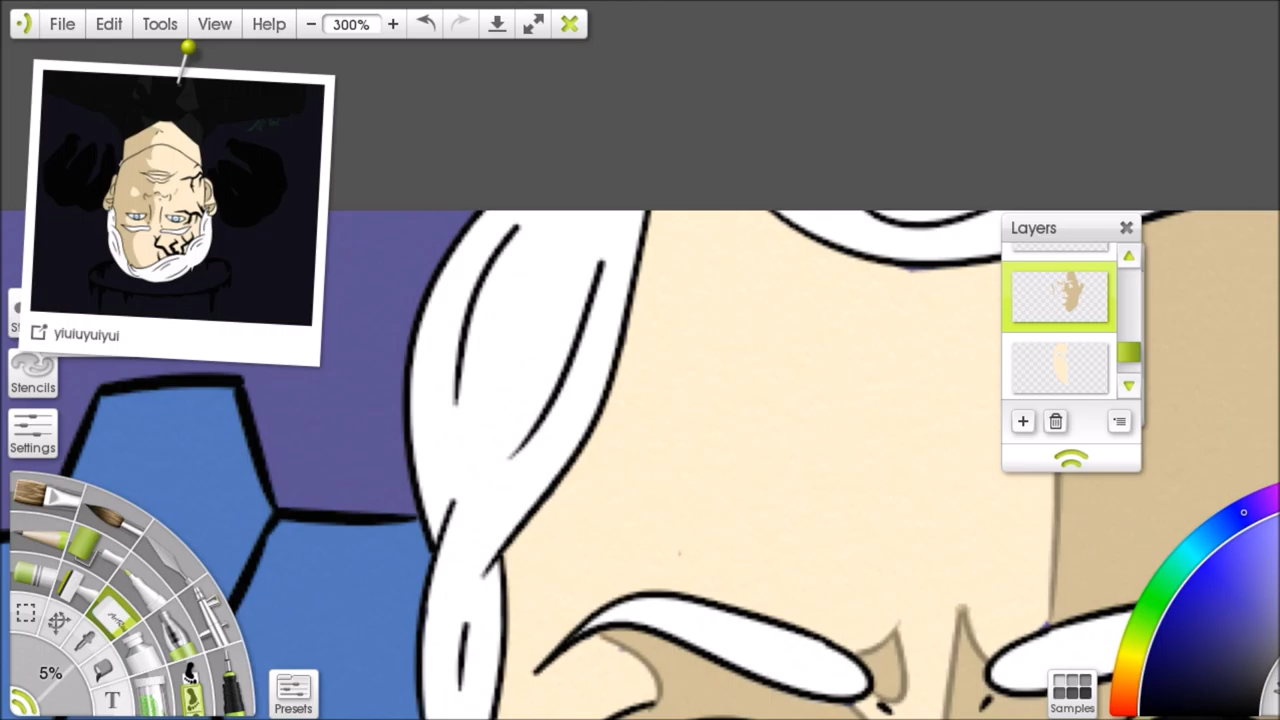 File Edit Tools View Help − 300% +
Layers
yiuiuyuiyui
Stencils
Settings
5%
T
Presets
Samples